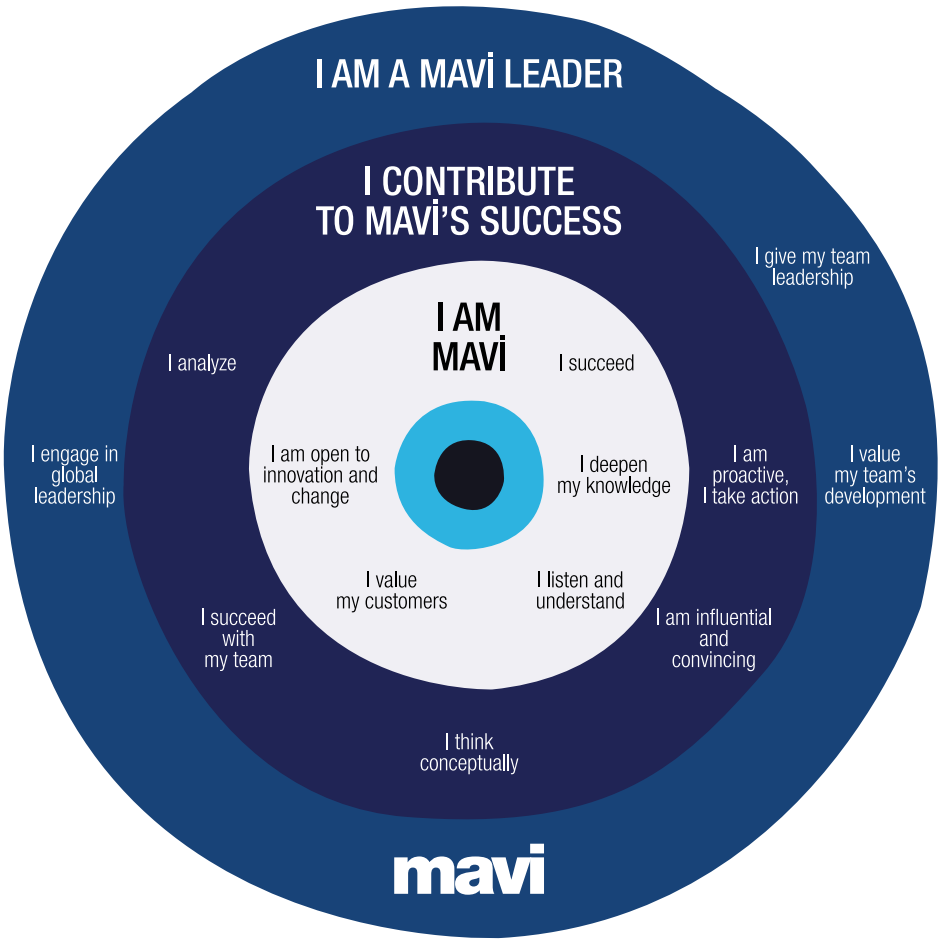 I AM A MAVİ LEADER
I CONTRIBUTE
TO MAVİ'S SUCCESS
I give my team
leadership
I AM
MAVİ
I analyze
I succeed
I engage in
global
leadership
I am open to
innovation and
change
I deepen
my knowledge
I am
proactive,
I take action
I value
my team's
development
I value
my customers
I listen and
understand
I succeed
with
my team
I am influential
and
convincing
I think
conceptually
mavi